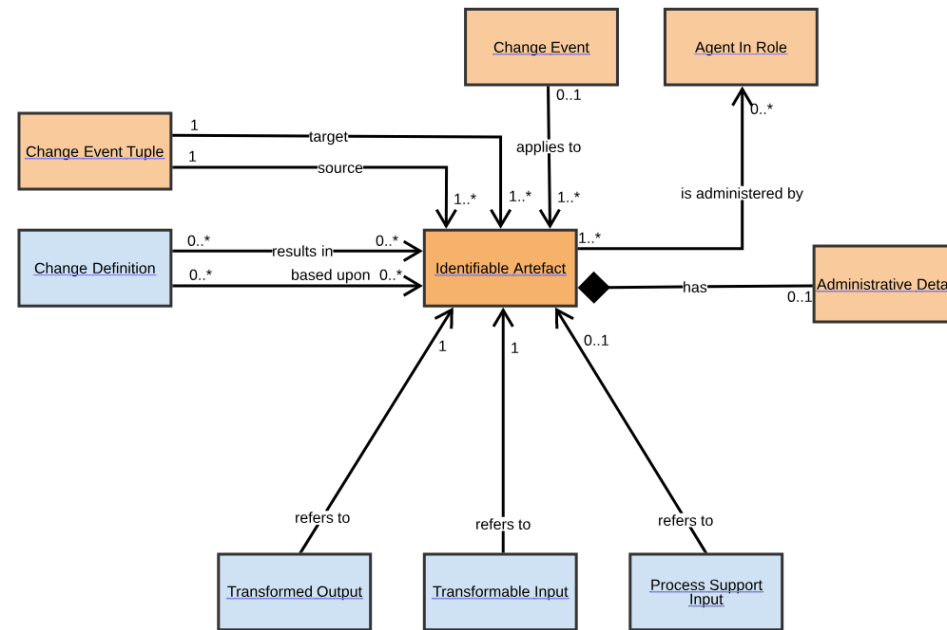 Change Event
Agent In Role
0..1
0..*
Change Event Tuple
1
target
1
source
applies to
is administered by
1..*
1..*
1..*
Change Definition
0..*
results in
0..*
0..*
based upon
0..*
Identifiable Artefact
1..*
has
0..1
Administrative Deta
1
1
0..1
refers to
refers to
refers to
Transformed Output
Transformable Input
Process Support
Input